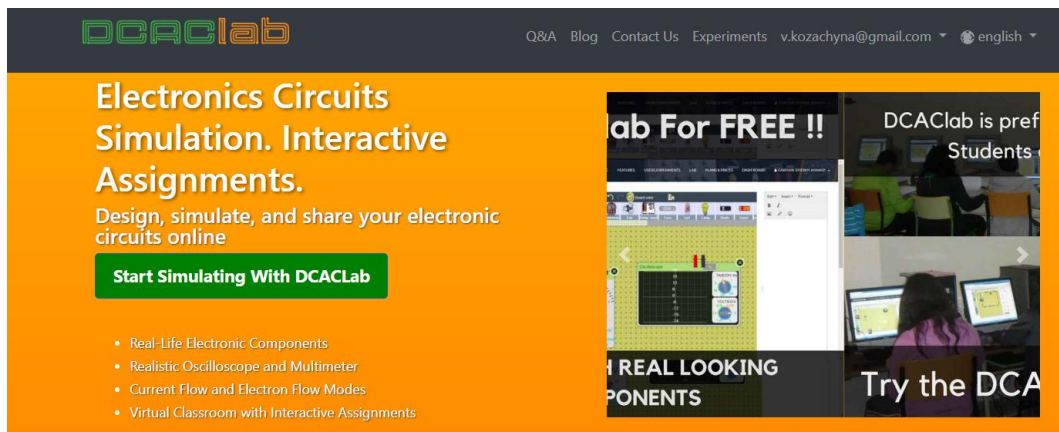 DCAClab
Q&A Blog Contact Us Experiments v.kozachyna@gmail.com english
Electronics Circuits
Simulation. Interactive
Assignments.
Design, simulate, and share your electronic
circuits online
Start Simulating With DCACLab
Real-Life Electronic Components
Realistic Oscilloscope and Multimeter
Current Flow and Electron Flow Modes
Virtual Classroom with Interactive Assignments
lab For FREE !!
H REAL LOOKING
PONENTS
DCAClab is pref
Students
Try the DCA